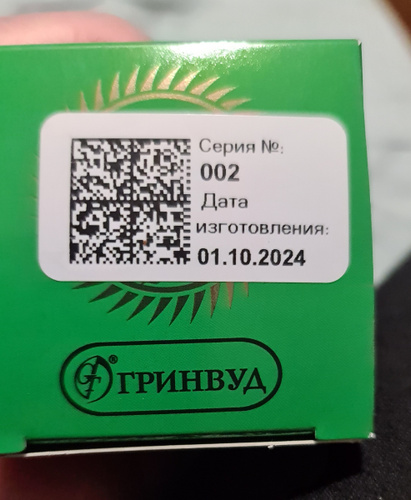 Серия №:
002
Дата
изготовления:
01.10.2024
® ГРИНВУД